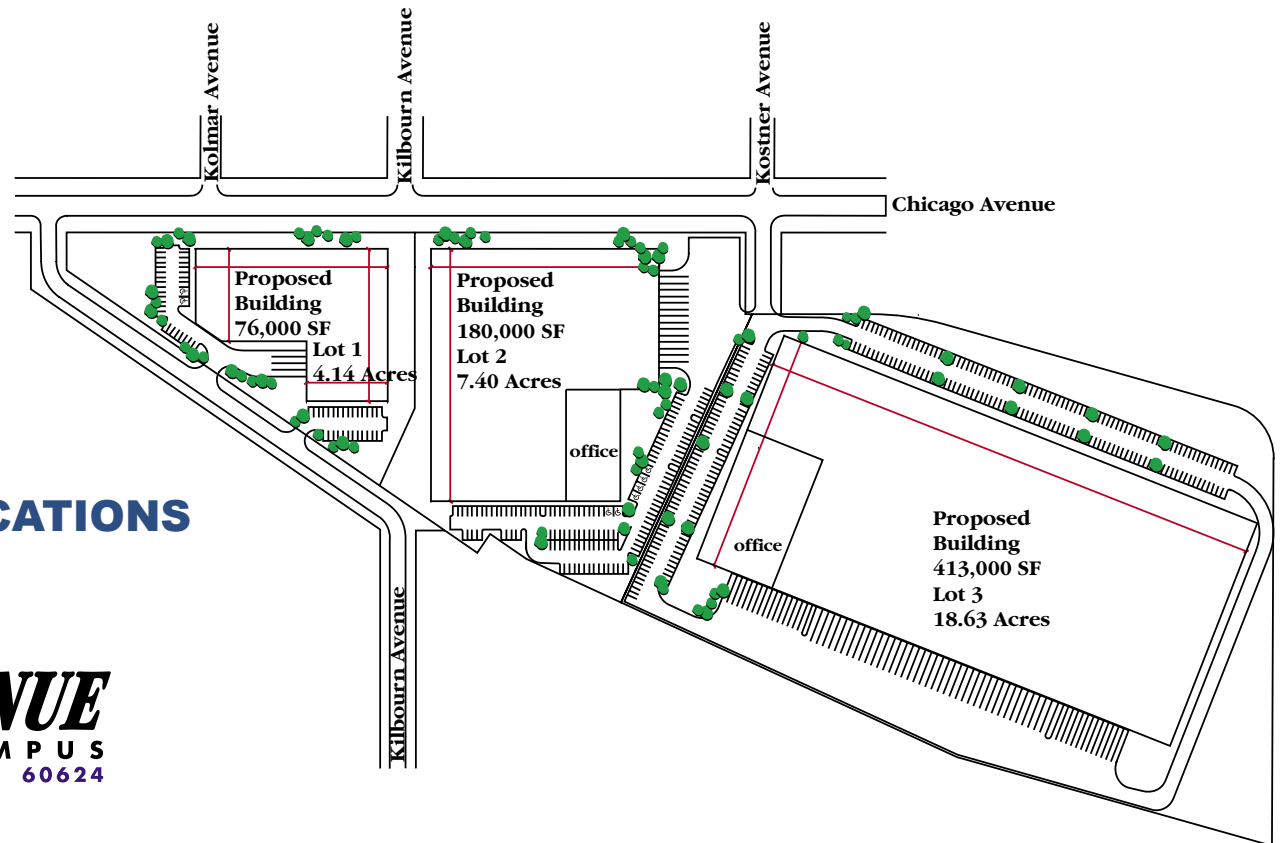 Kolmar Avenue
Kilbourn Avenue
Kostner Avenue
Chicago Avenue
Proposed
Building
76,000 SF
Lot 1
4.14 Acres
Proposed
Building
180,000 SF
Lot 2
7.40 Acres
office
office
Proposed
Building
413,000 SF
Lot 3
18.63 Acres
Kilbourn Avenue
CATIONS
NUE
MPUS
60624